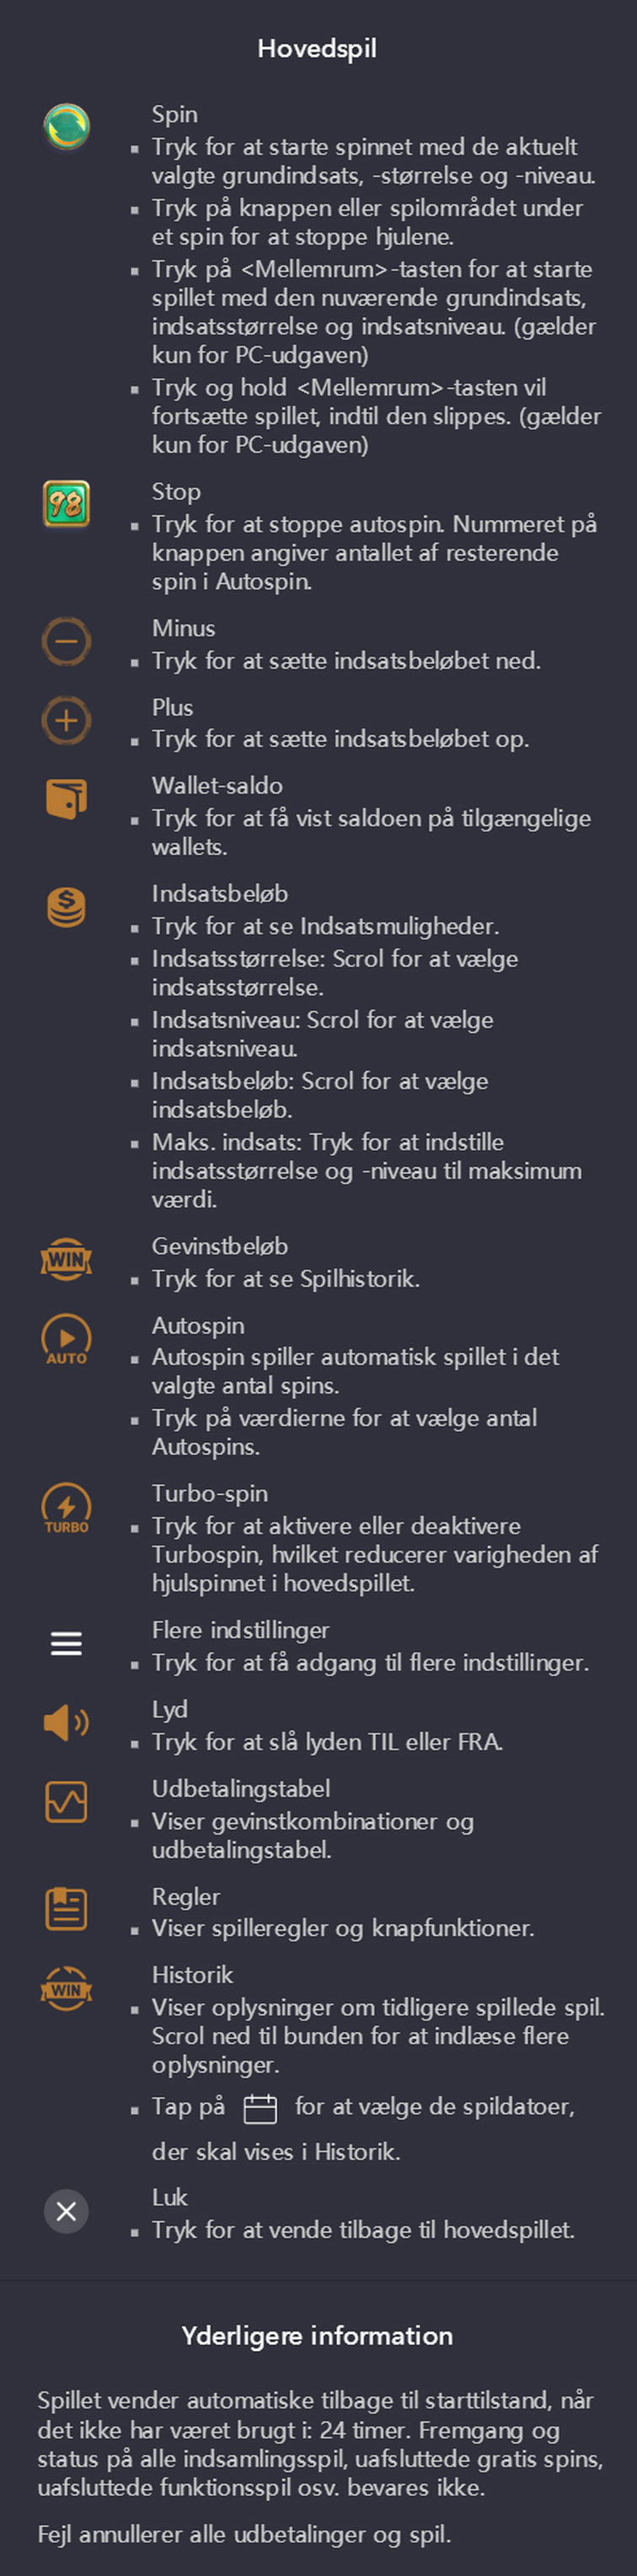 Hovedspil
Spin
▪ Tryk for at starte spinnet med de aktuelt
valgte grundindsats, -størrelse og -niveau.
▪ Tryk på knappen eller spilområdet under
et spin for at stoppe hjulene.
▪ Tryk på <Mellemrum>-tasten for at starte
spillet med den nuværende grundindsats,
indsatsstørrelse og indsatsniveau. (gælder
kun for PC-udgaven)
▪ Tryk og hold <Mellemrum>-tasten vil
fortsætte spillet, indtil den slippes. (gælder
kun for PC-udgaven)
98
Stop
▪ Tryk for at stoppe autospin. Nummeret på
knappen angiver antallet af resterende
spin i Autospin.
Minus
▪ Tryk for at sætte indsatsbeløbet ned.
Plus
▪ Tryk for at sætte indsatsbeløbet op.
Wallet-saldo
▪ Tryk for at få vist saldoen på tilgængelige
wallets.
Indsatsbeløb
▪ Tryk for at se Indsatsmuligheder.
▪ Indsatsstørrelse: Scrol for at vælge
indsatsstørrelse.
▪ Indsatsniveau: Scrol for at vælge
indsatsniveau.
▪ Indsatsbeløb: Scrol for at vælge
indsatsbeløb.
▪ Maks. indsats: Tryk for at indstille
indsatsstørrelse og -niveau til maksimum
værdi.
WIN
Gevinstbeløb
▪ Tryk for at se Spilhistorik.
AUTO
Autospin
▪ Autospin spiller automatisk spillet i det
valgte antal spins.
▪ Tryk på værdierne for at vælge antal
Autospins.
TURBO
Turbo-spin
▪ Tryk for at aktivere eller deaktivere
Turbospin, hvilket reducerer varigheden af
hjulspinnet i hovedspillet.
Flere indstillinger
▪ Tryk for at få adgang til flere indstillinger.
Lyd
▪ Tryk for at slå lyden TIL eller FRA.
Udbetalingstabel
▪ Viser gevinstkombinationer og
udbetalingstabel.
Regler
▪ Viser spilleregler og knapfunktioner.
WIN
Historik
▪ Viser oplysninger om tidligere spillede spil.
Scrol ned til bunden for at indlæse flere
oplysninger.
▪ Tap på for at vælge de spildatoer,
der skal vises i Historik.
Luk
▪ Tryk for at vende tilbage til hovedspillet.
Yderligere information
Spillet vender automatiske tilbage til starttilstand, når
det ikke har været brugt i: 24 timer. Fremgang og
status på alle indsamlingsspil, uafsluttede gratis spins,
uafsluttede funktionsspil osv. bevares ikke.
Fejl annullerer alle udbetalinger og spil.